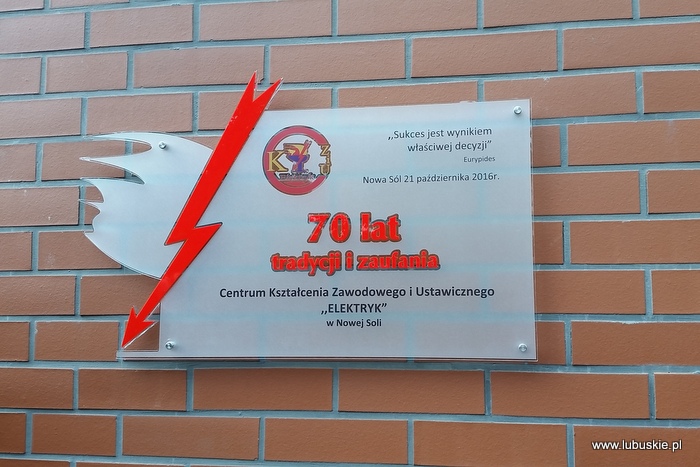 K
Z
i
U
,,Sukces jest wynikiem
właściwej decyzji"
Eurypides
Nowa Sól 21 października 2016r.
70 lat
tradycji i zaufania
Centrum Kształcenia Zawodowego i Ustawicznego
,,ELEKTRYK"
w Nowej Soli
www.lubuskie.pl